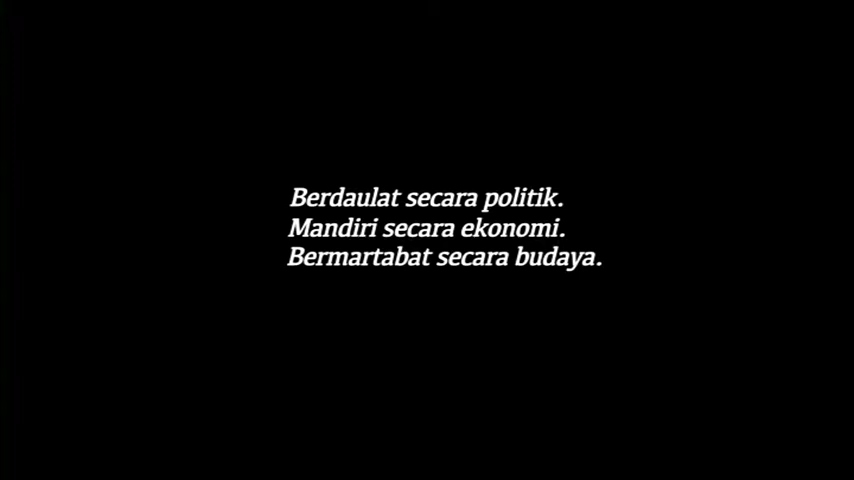 Berdaulat secara politik.
Mandiri secara ekonomi.
Bermartabat secara budaya.